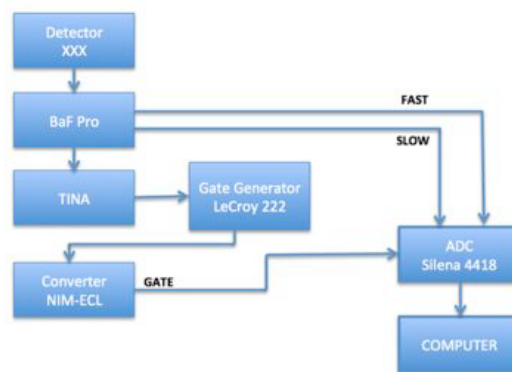 Detector
XXX
BaF Pro
FAST
SLOW
TINA
Gate Generator
LeCroy 222
Converter
NIM-ECL
GATE
ADC
Silena 4418
COMPUTER